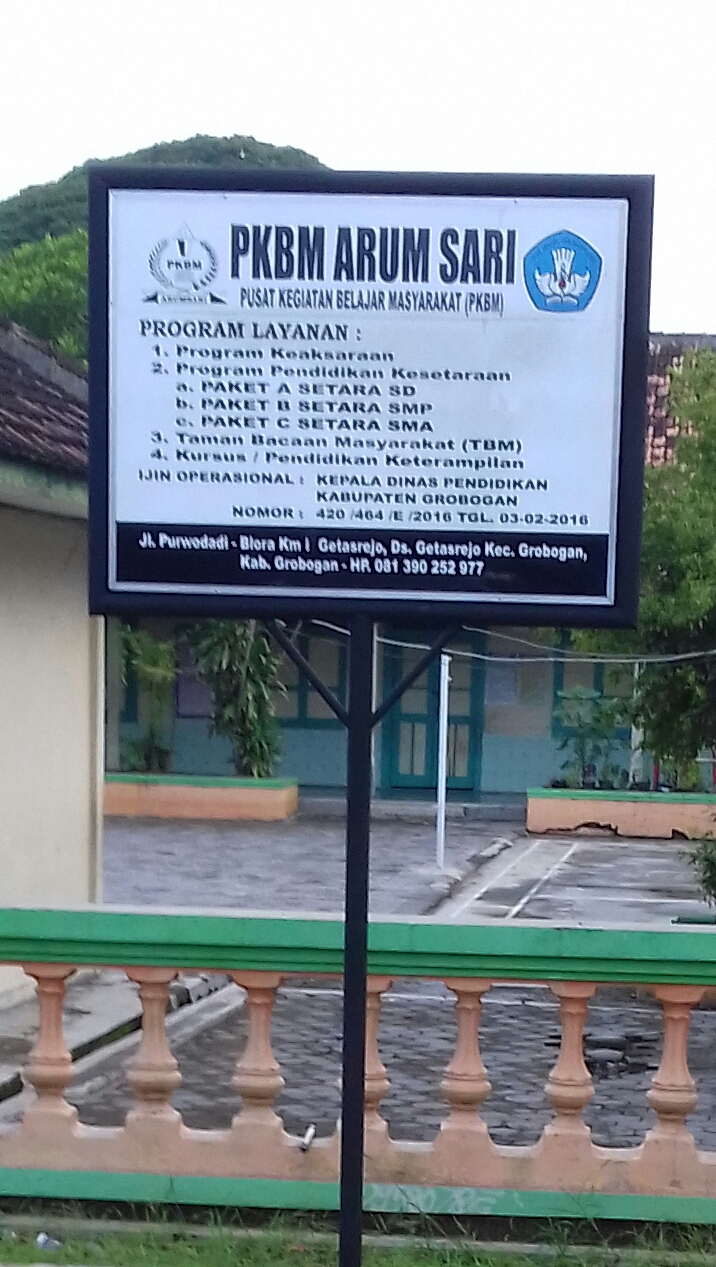 PKBM ARUM SARI
PUSAT KEGIATAN BELAJAR MASYARAKAT (PKBM)
PKBM
ARUMSARI
PROGRAM LAYANAN :
1. Program Keaksaraan
2. Program Pendidikan Kesetaraan
a. PAKET A SETARA SD
b. PAKET B SETARA SMP
c. PAKET C SETARA SMA
3. Taman Bacaan Masyarakat (TBM)
4. Kursus / Pendidikan Keterampilan
IJIN OPERASIONAL : KEPALA DINAS PENDIDIKAN
KABUPATEN GROBOGAN
NOMOR : 420 /464 /E /2016 TGL. 03-02-2016
Jl. Purwodadi - Blora Km I Getasrejo, Ds. Getasrejo Kec. Grobogan,
Kab. Grobogan - HP. 081 390 252 977